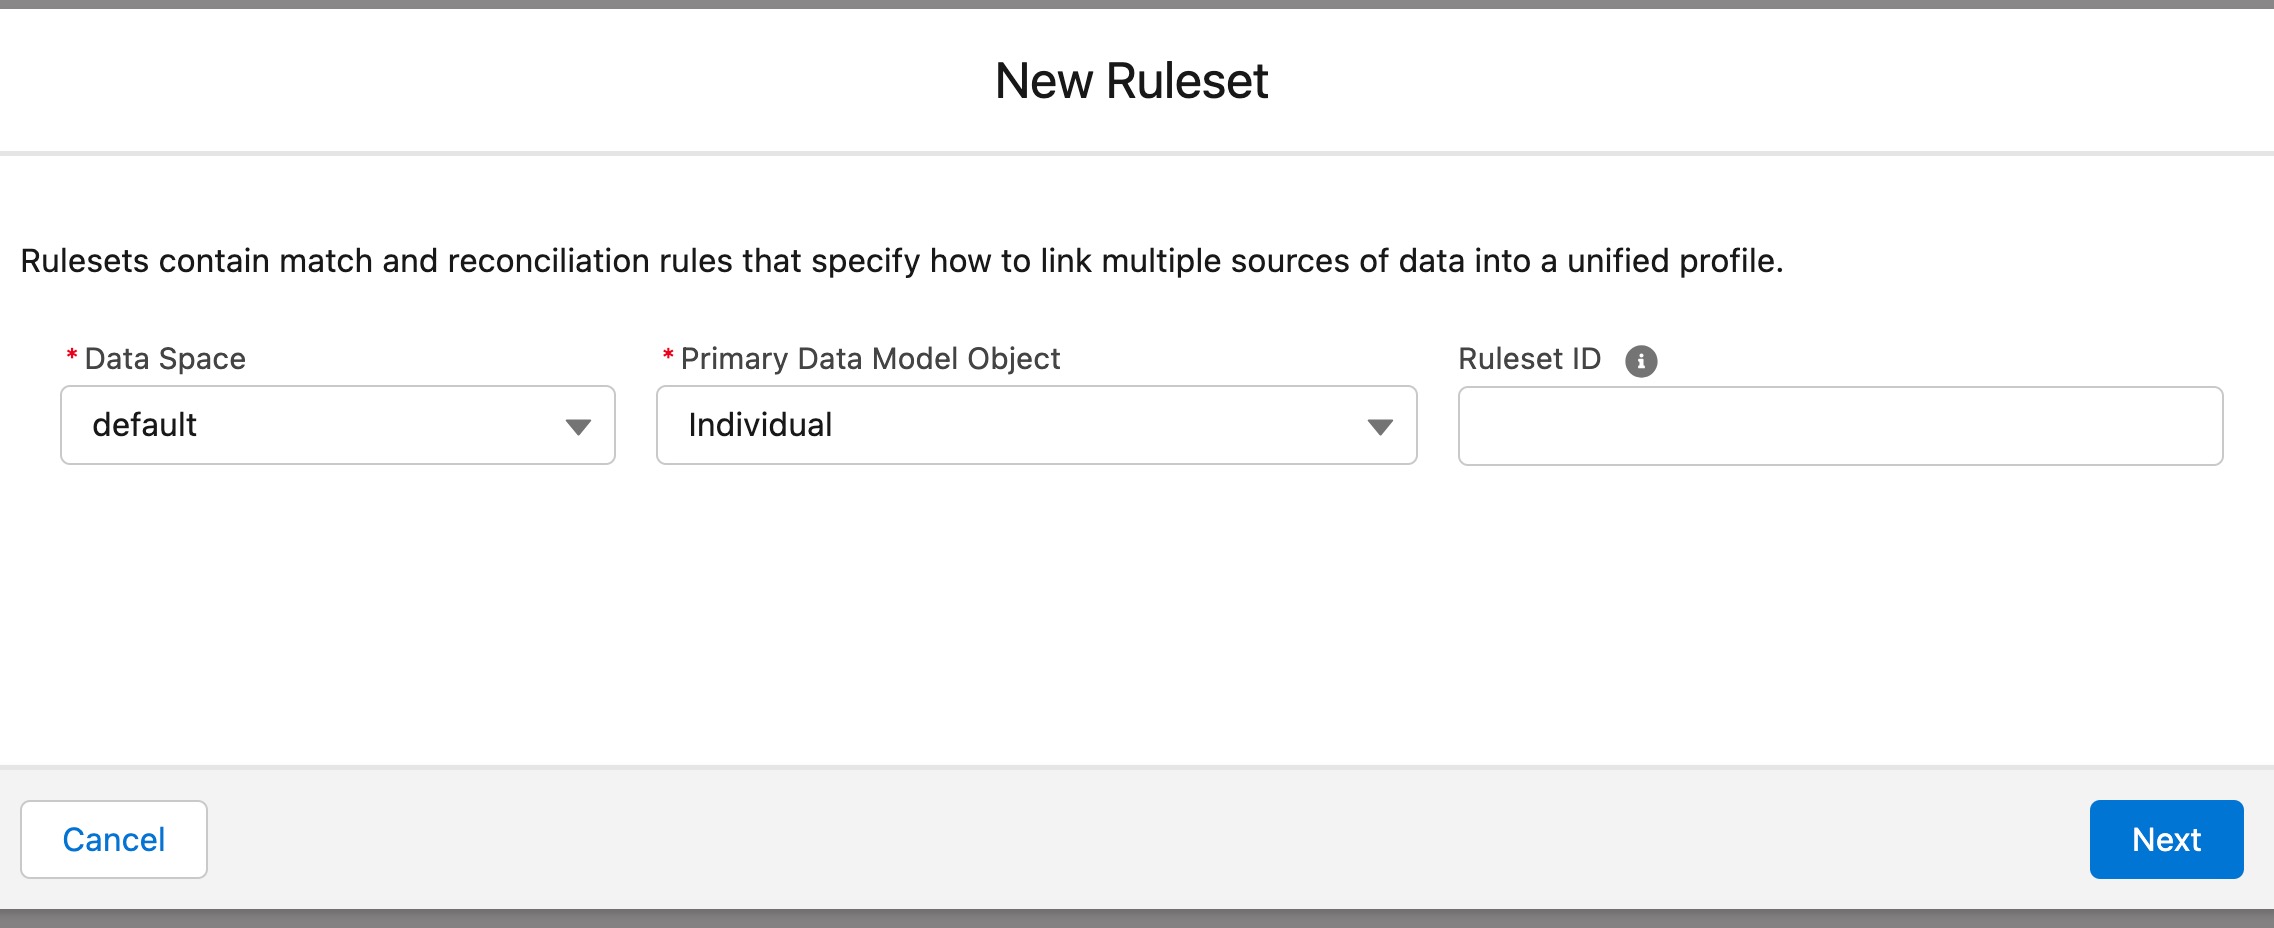 New Ruleset
Rulesets contain match and reconciliation rules that specify how to link multiple sources of data into a unified profile.
* Data Space
* Primary Data Model Object
Ruleset ID i
default
Individual
Cancel
Next